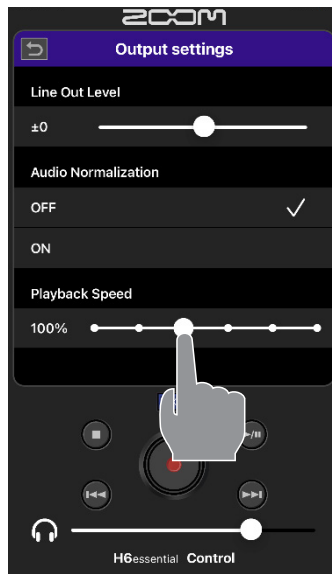 ZOOM
Output settings
Line Out Level
±0
Audio Normalization
OFF
ON
Playback Speed
100%
H6essential Control